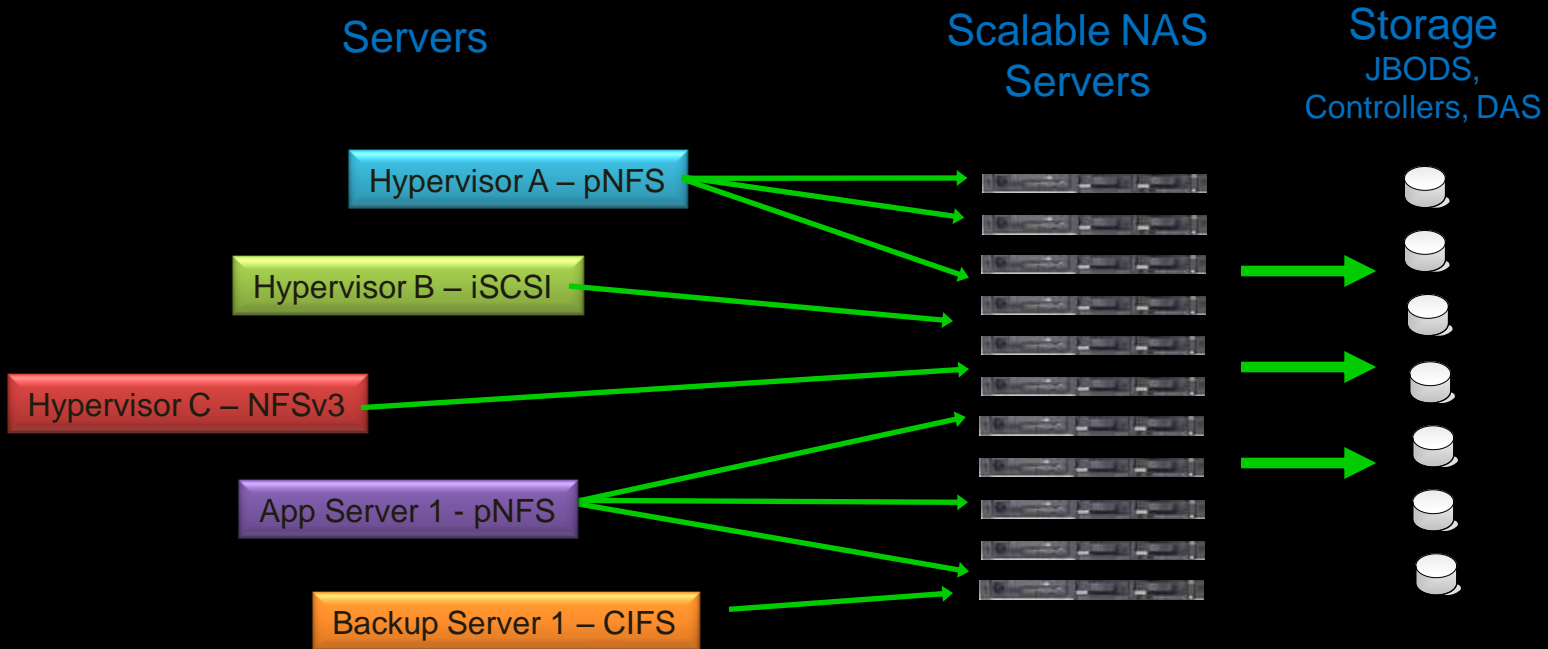 Servers
Scalable NAS
Servers
Storage
JBODS,
Controllers, DAS
Hypervisor A – pNFS
Hypervisor B – iSCSI
Hypervisor C – NFSv3
App Server 1 - pNFS
Backup Server 1 – CIFS